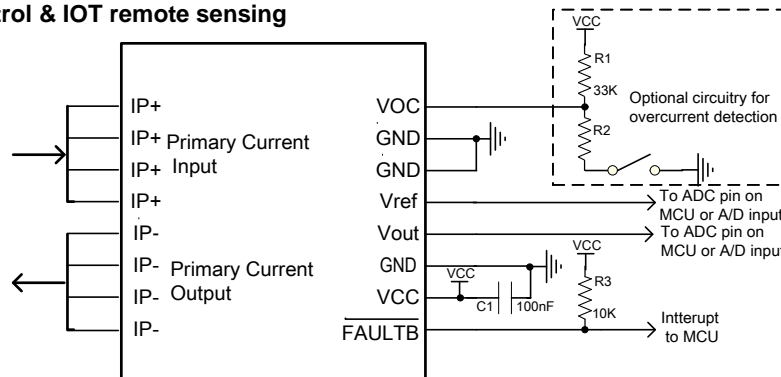 trol & IOT remote sensing
VCC
R1
33K
Optional circuitry for
overcurrent detection
R2
IP+
IP+
IP+
IP+
Primary Current
Input
IP-
IP-
IP-
IP-
Primary Current
Output
VOC
GND
GND
Vref
Vout
GND
VCC
FAULTB
To ADC pin on
MCU or A/D input
To ADC pin on
MCU or A/D input
VCC
C1
100nF
VCC
R3
10K
Intterupt
to MCU